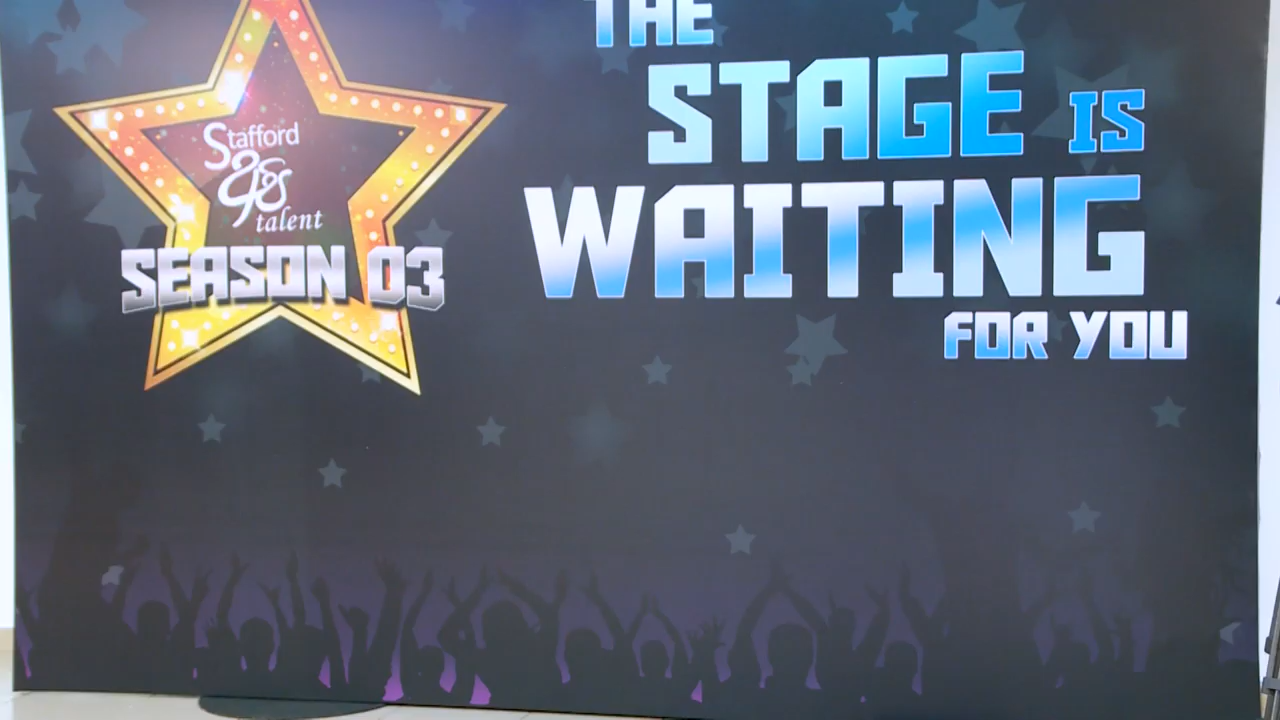 Stafford
talent
SEASON 03
THE
STAGE IS
WAITING
FOR YOU